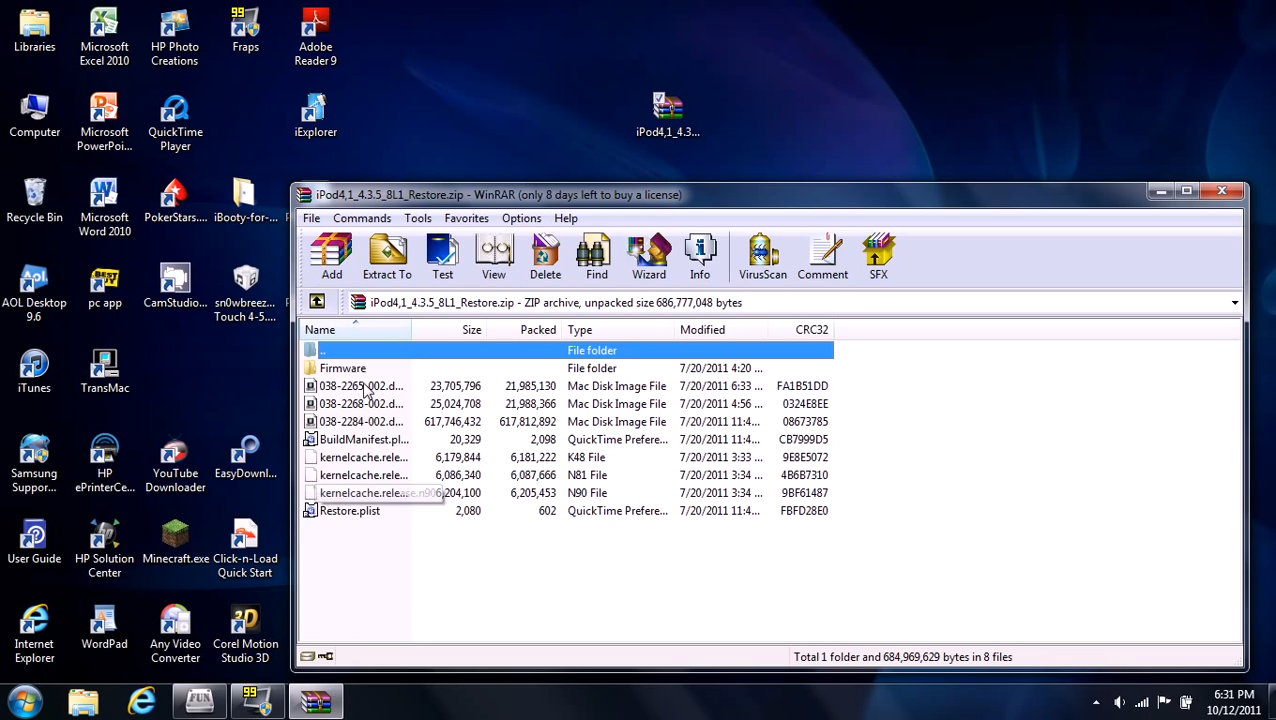 Libraries
Microsoft Excel 2010
HP Photo Creations
99
Fraps
Adobe Reader 9
Computer
Microsoft PowerPoi...
QuickTime Player
iExplorer
iPod4,1_4.3...
Recycle Bin
Microsoft Word 2010
PokerStars....
iBooty-for-...
AOL Desktop 9.6
pc app
CamStudio...
sn0wbreez... Touch 4-5....
iTunes
TransMac
Samsung Suppor...
HP ePrinterCe...
YouTube Downloader
EasyDownl...
User Guide
HP Solution Center
Minecraft.exe
Click-n-Load Quick Start
Internet Explorer
WordPad
Any Video Converter
Corel Motion Studio 3D
iPod4,1_4.3.5_8L1_Restore.zip - WinRAR (only 8 days left to buy a license)
File Commands Tools Favorites Options Help
Add Extract To Test View Delete Find Wizard Info VirusScan Comment SFX
iPod4,1_4.3.5_8L1_Restore.zip - ZIP archive, unpacked size 686,777,048 bytes
Name Size Packed Type Modified CRC32
.. File folder
Firmware File folder 7/20/2011 4:20 ...
038-2265-002.d... 23,705,796 21,985,130 Mac Disk Image File 7/20/2011 6:33 ... FA1B51DD
038-2268-002.d... 25,024,708 21,988,366 Mac Disk Image File 7/20/2011 4:56 ... 0324E8EE
038-2284-002.d... 617,746,432 617,812,892 Mac Disk Image File 7/20/2011 11:4... 08673785
BuildManifest.pl... 20,329 2,098 QuickTime Prefere... 7/20/2011 11:4... CB7999D5
kernelcache.rele... 6,179,844 6,181,222 K48 File 7/20/2011 3:33 ... 9E8E5072
kernelcache.rele... 6,086,340 6,087,666 N81 File 7/20/2011 3:34 ... 4B6B7310
kernelcache.release.n90 6,204,100 6,205,453 N90 File 7/20/2011 3:34 ... 9BF61487
Restore.plist 2,080 602 QuickTime Prefere... 7/20/2011 11:4... FBFD28E0
Total 1 folder and 684,969,629 bytes in 8 files
FUN
99
6:31 PM
10/12/2011